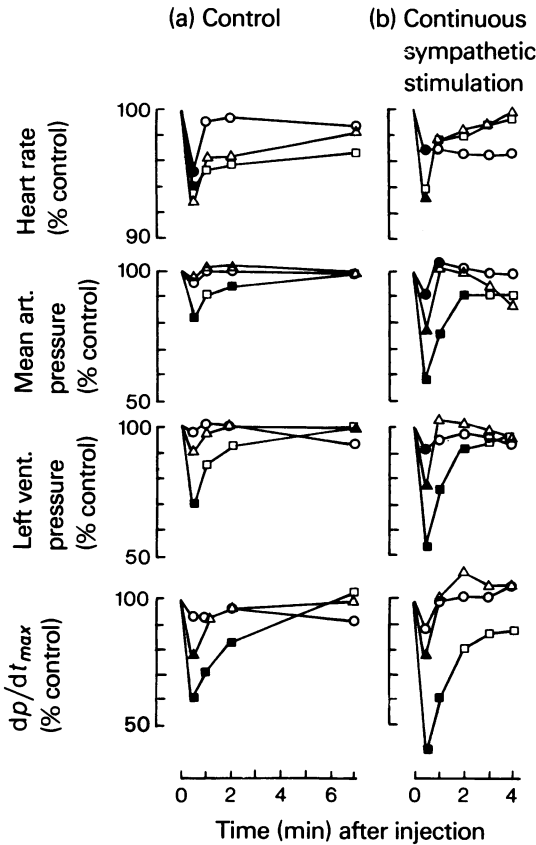 (a) Control
(b) Continuous
sympathetic
stimulation
Heart rate
(% control)
100
90
Mean art.
pressure
(% control)
100
50
Left vent.
pressure
(% control)
100
50
dp/dtmax
(% control)
100
50
0 2 4 6
0 2 4
Time (min) after injection